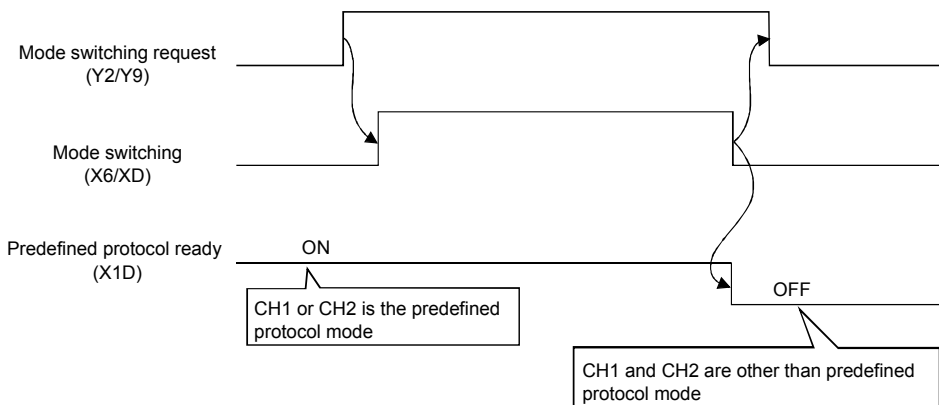 Mode switching request
(Y2/Y9)
Mode switching
(X6/XD)
Predefined protocol ready
(X1D)
ON
CH1 or CH2 is the predefined
protocol mode
OFF
CH1 and CH2 are other than predefined
protocol mode